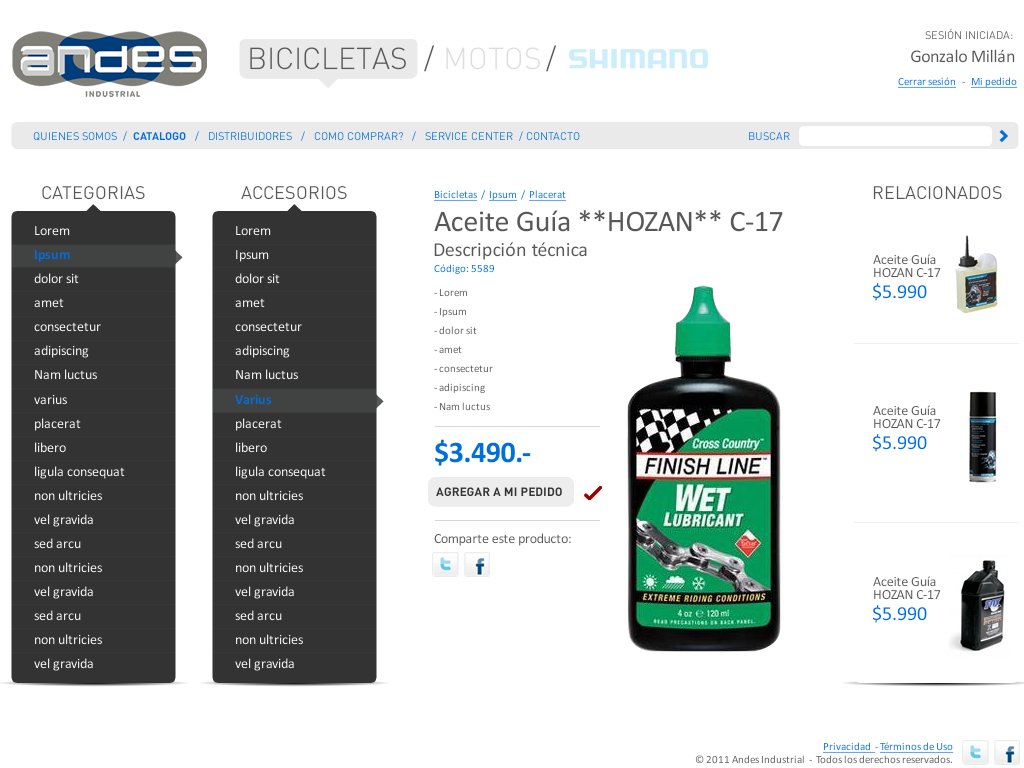 andes
INDUSTRIAL
BICICLETAS / MOTOS / SHIMANO
SESIÓN INICIADA:
Gonzalo Millán
Cerrar sesión - Mi pedido
QUIENES SOMOS / CATALOGO / DISTRIBUIDORES / COMO COMPRAR? / SERVICE CENTER / CONTACTO
BUSCAR
CATEGORIAS
Lorem
Ipsum
dolor sit
amet
consectetur
adipiscing
Nam luctus
varius
placerat
libero
ligula consequat
non ultricies
vel gravida
sed arcu
non ultricies
vel gravida
sed arcu
non ultricies
vel gravida
ACCESORIOS
Lorem
Ipsum
dolor sit
amet
consectetur
adipiscing
Nam luctus
Varius
placerat
libero
ligula consequat
non ultricies
vel gravida
sed arcu
non ultricies
vel gravida
sed arcu
non ultricies
vel gravida
Bicicletas / Ipsum / Placerat
Aceite Guía **HOZAN** C-17
Descripción técnica
Código: 5589
- Lorem
- Ipsum
- dolor sit
- amet
- consectetur
- adipiscing
- Nam luctus
$3.490.-
AGREGAR A MI PEDIDO
Comparte este producto:
Cross Country™
FINISH LINE™
WET
LUBRICANT
EXTREME RIDING CONDITIONS
4 oz ℮ 120 ml
READ PRECAUTIONS ON BACK PANEL.
RELACIONADOS
Aceite Guía
HOZAN C-17
$5.990
Aceite Guía
HOZAN C-17
$5.990
Aceite Guía
HOZAN C-17
$5.990
Privacidad - Términos de Uso
© 2011 Andes Industrial - Todos los derechos reservados.